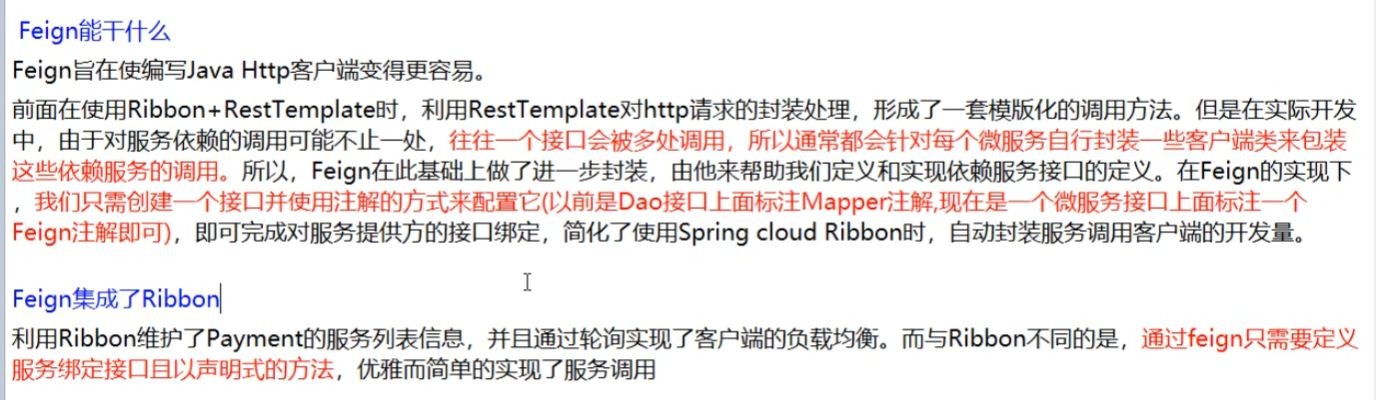 Feign能干什么
Feign旨在使编写Java Http客户端变得更容易。
前面在使用Ribbon+RestTemplate时，利用RestTemplate对http请求的封装处理，形成了一套模版化的调用方法。但是在实际开发
中，由于对服务依赖的调用可能不止一处，往往一个接口会被多处调用，所以通常都会针对每个微服务自行封装一些客户端类来包装
这些依赖服务的调用。所以，Feign在此基础上做了进一步封装，由他来帮助我们定义和实现依赖服务接口的定义。在Feign的实现下
，我们只需创建一个接口并使用注解的方式来配置它(以前是Dao接口上面标注Mapper注解,现在是一个微服务接口上面标注一个
Feign注解即可)，即可完成对服务提供方的接口绑定，简化了使用Spring cloud Ribbon时，自动封装服务调用客户端的开发量。
Feign集成了Ribbon
利用Ribbon维护了Payment的服务列表信息，并且通过轮询实现了客户端的负载均衡。而与Ribbon不同的是，通过feign只需要定义
服务绑定接口且以声明式的方法，优雅而简单的实现了服务调用